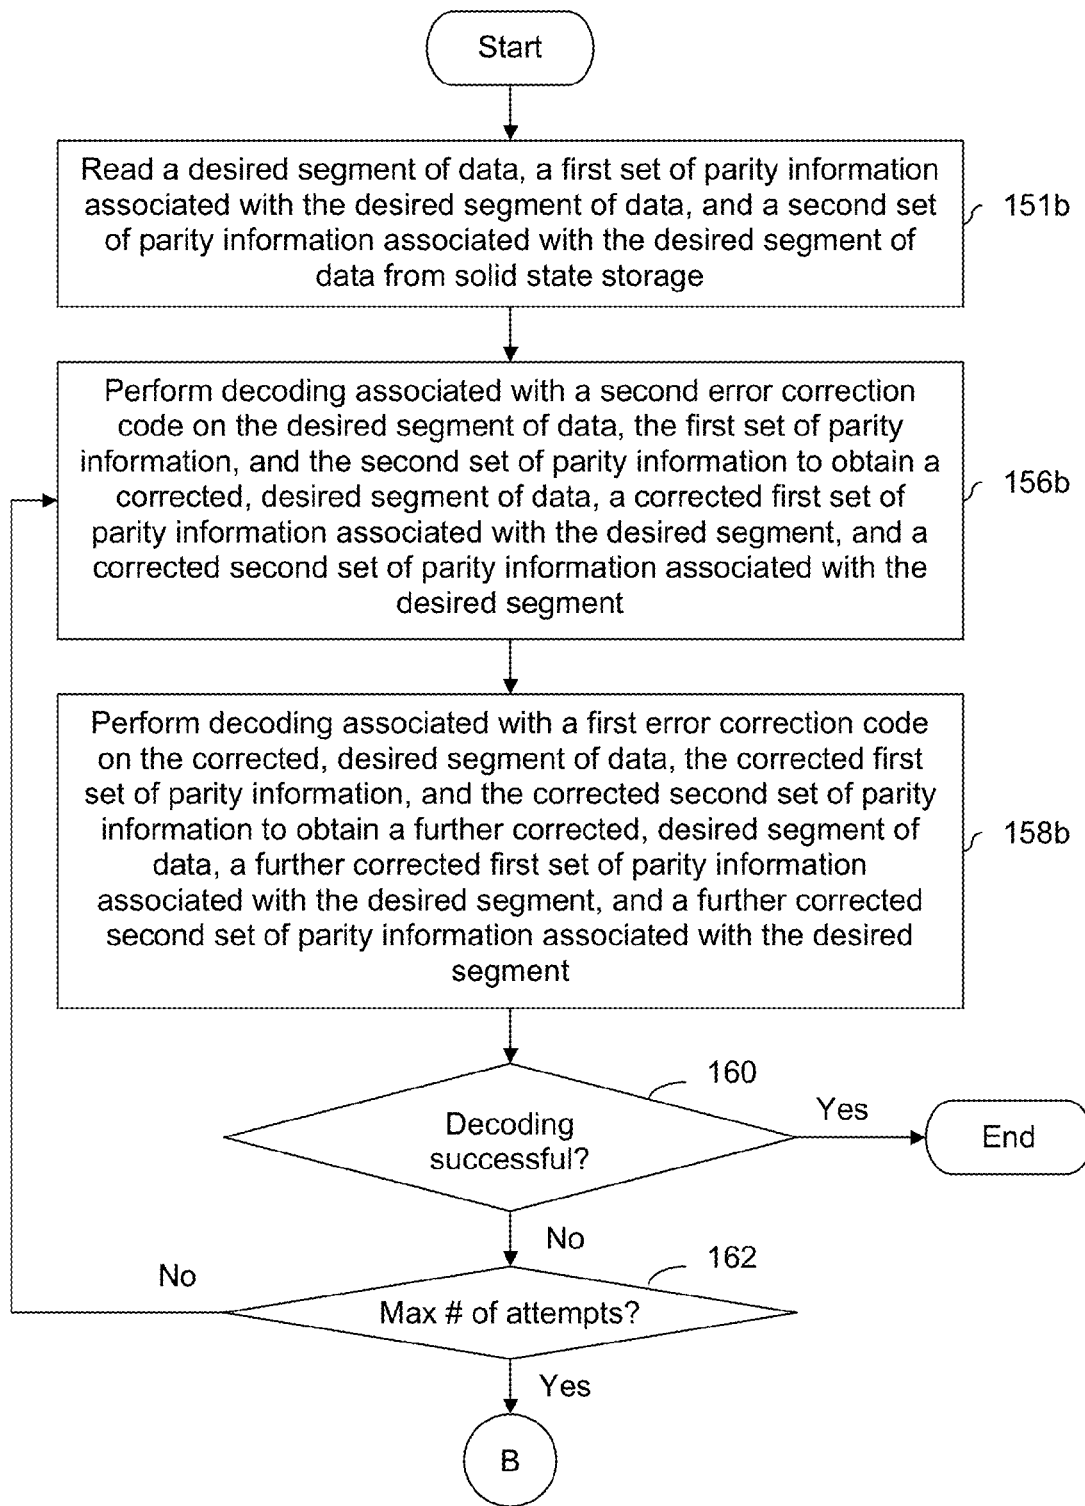 Start
Read a desired segment of data, a first set of parity information
associated with the desired segment of data, and a second set
of parity information associated with the desired segment of
data from solid state storage
151b
Perform decoding associated with a second error correction
code on the desired segment of data, the first set of parity
information, and the second set of parity information to obtain a
corrected, desired segment of data, a corrected first set of
parity information associated with the desired segment, and a
corrected second set of parity information associated with the
desired segment
156b
Perform decoding associated with a first error correction code
on the corrected, desired segment of data, the corrected first
set of parity information, and the corrected second set of parity
information to obtain a further corrected, desired segment of
data, a further corrected first set of parity information
associated with the desired segment, and a further corrected
second set of parity information associated with the desired
segment
158b
160
Decoding
successful?
Yes
End
No
162
Max # of attempts?
No
Yes
B